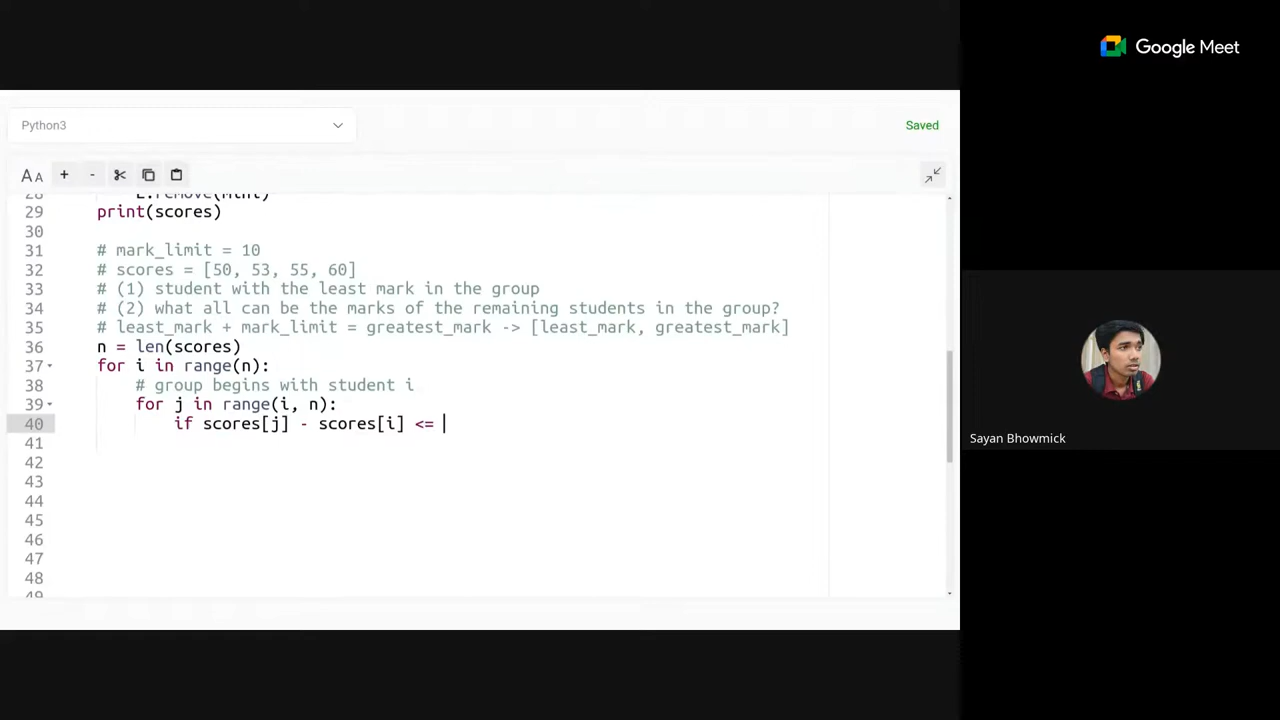 Google Meet
Python3
Saved
AA + -
28 L.remove(Mini)
29 print(scores)
30
31 # mark_limit = 10
32 # scores = [50, 53, 55, 60]
33 # (1) student with the least mark in the group
34 # (2) what all can be the marks of the remaining students in the group?
35 # least_mark + mark_limit = greatest_mark -> [least_mark, greatest_mark]
36 n = len(scores)
37 for i in range(n):
38 # group begins with student i
39 for j in range(i, n):
40 if scores[j] - scores[i] <=
41
42
43
44
45
46
47
48
49
Sayan Bhowmick